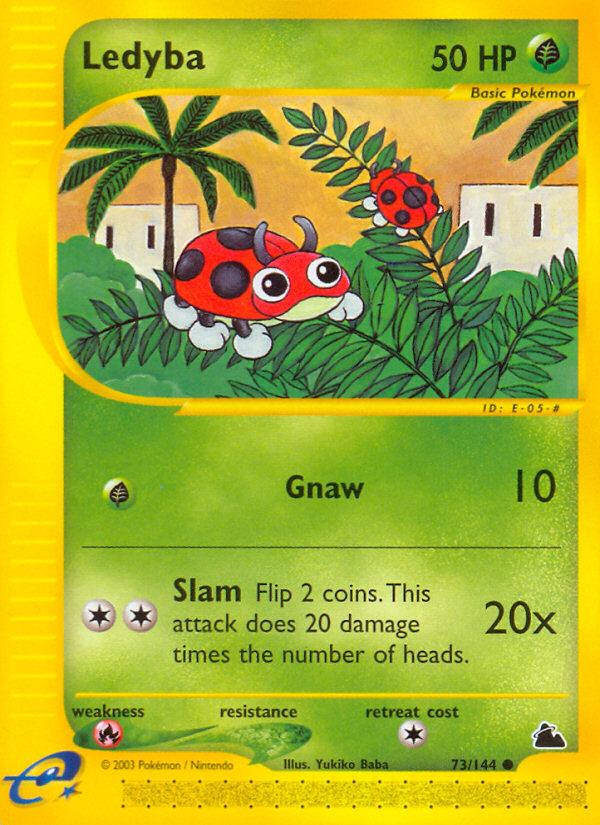 Ledyba 50 HP
Basic Pokémon
ID: E-05-#
Gnaw 10
Slam Flip 2 coins. This
attack does 20 damage 20x
times the number of heads.
weakness resistance retreat cost
© 2003 Pokémon / Nintendo Illus. Yukiko Baba 73/144
e